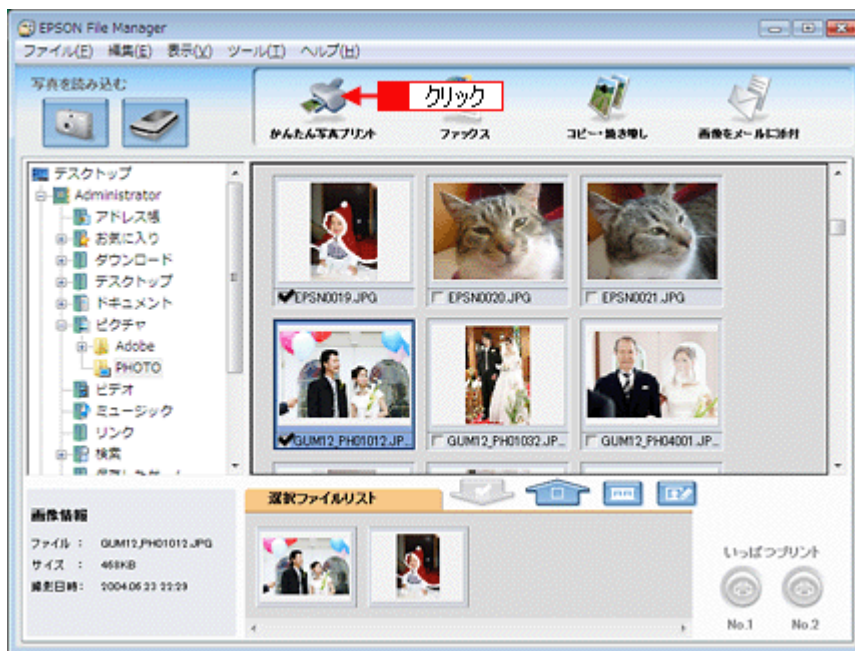 EPSON File Manager
ファイル(F) 編集(E) 表示(V) ツール(T) ヘルプ(H)
写真を読み込む
クリック
かんたん写真プリント ファックス コピー・焼き増し 画像をメールに添付
デスクトップ
Administrator
アドレス帳
お気に入り
ダウンロード
デスクトップ
ドキュメント
ピクチャ
Adobe
PHOTO
ビデオ
ミュージック
リンク
検索
EPSN0019.JPG EPSN0020.JPG EPSN0021.JPG
GUM12_PH01012.JP... GUM12_PH01032.JP... GUM12_PH04001.JP...
選択ファイルリスト
画像情報
ファイル : GUM12_PH01012.JPG
サイズ : 468KB
撮影日時: 2004.05.23 22:29
いっぱつプリント
No.1 No.2